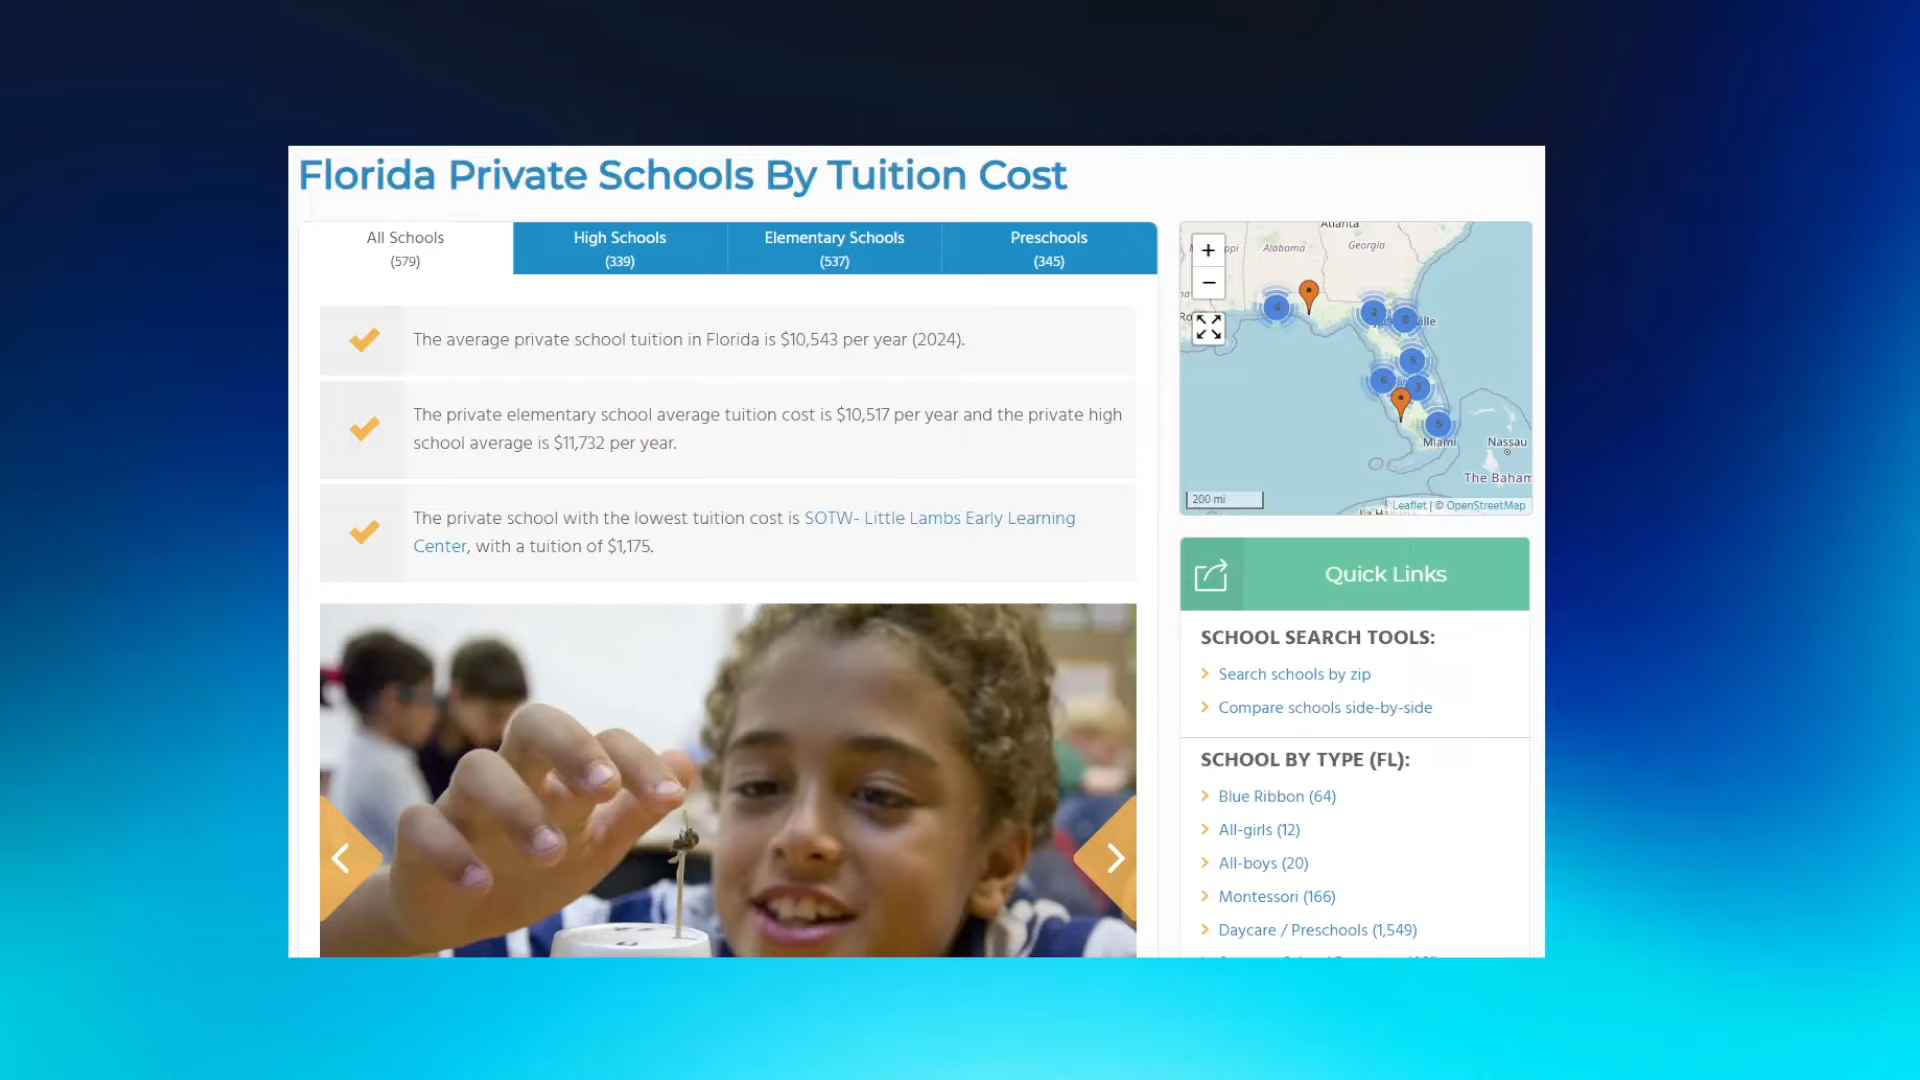 Florida Private Schools By Tuition Cost
All Schools
(579)
High Schools
(339)
Elementary Schools
(537)
Preschools
(345)
The average private school tuition in Florida is $10,543 per year (2024).
The private elementary school average tuition cost is $10,517 per year and the private high
school average is $11,732 per year.
The private school with the lowest tuition cost is SOTW- Little Lambs Early Learning
Center, with a tuition of $1,175.
+
−
Atlanta
Alabama
Georgia
Miami
Nassau
The Baham
200 mi
Leaflet | © OpenStreetMap
Quick Links
SCHOOL SEARCH TOOLS:
Search schools by zip
Compare schools side-by-side
SCHOOL BY TYPE (FL):
Blue Ribbon (64)
All-girls (12)
All-boys (20)
Montessori (166)
Daycare / Preschools (1,549)